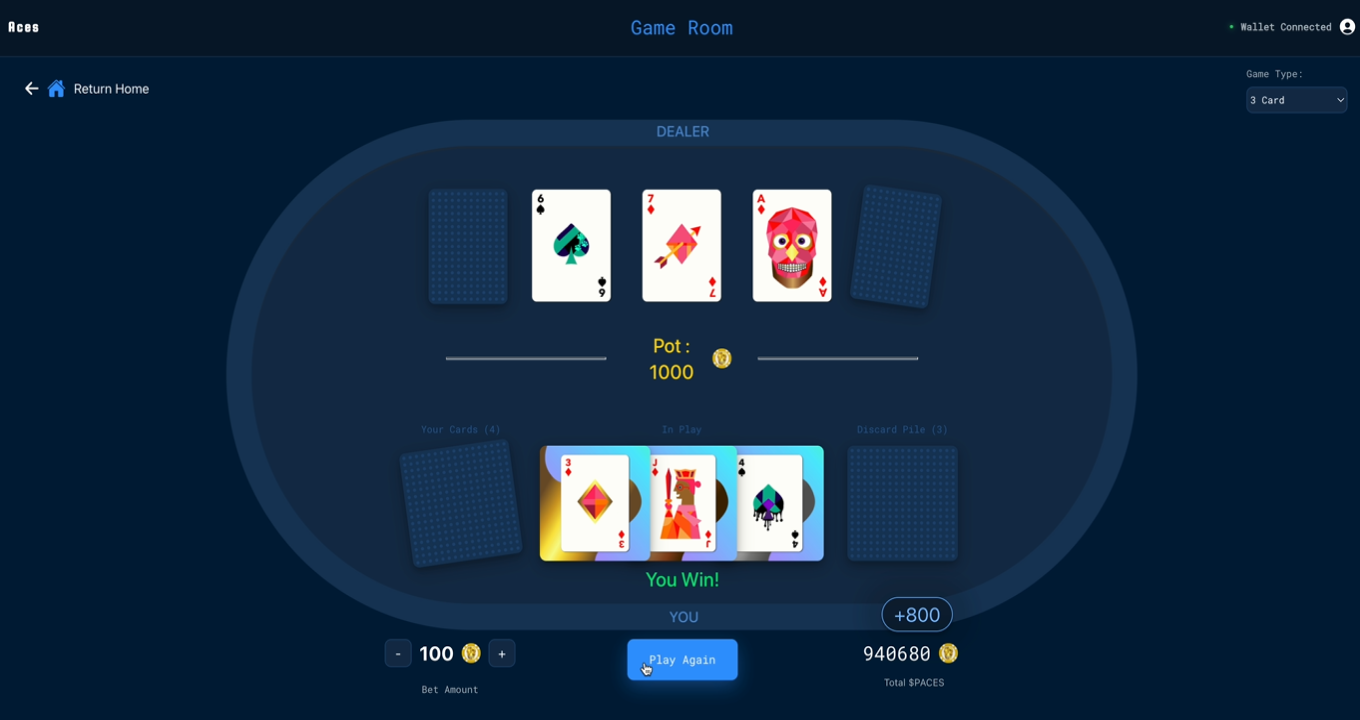 Aces
Game Room
Wallet Connected
Return Home
Game Type:
3 Card
DEALER
6
9
7
7
A
A
Pot :
1000
Your Cards (4)
In Play
Discard Pile (3)
3
3
J
J
4
4
You Win!
YOU
+800
- 100 +
Play Again
940680
Bet Amount
Total $PACES